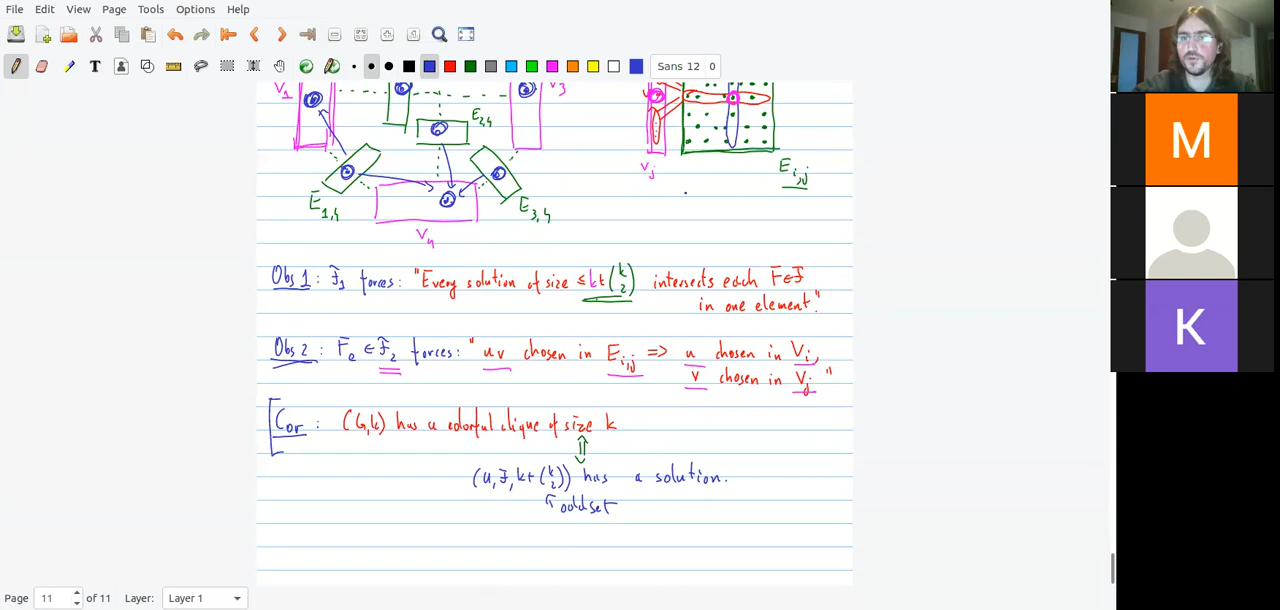 File Edit View Page Tools Options Help
Sans 12 0
V1
V3
E2,4
E1,4
E3,4
V4
Vj
Ei,j
Obs 1 : F1 forces: "Every solution of size ≤ k+(k 2) intersects each F∈F
in one element."
Obs 2 : Fe ∈ F2 forces: "uv chosen in Ei,j => u chosen in Vi,
v chosen in Vj"
Cor : (G,k) has a colorful clique of size k
⇕
(U,F,k+(k 2)) has a solution.
↑ oddset
M
K
Page 11 of 11 Layer: Layer 1